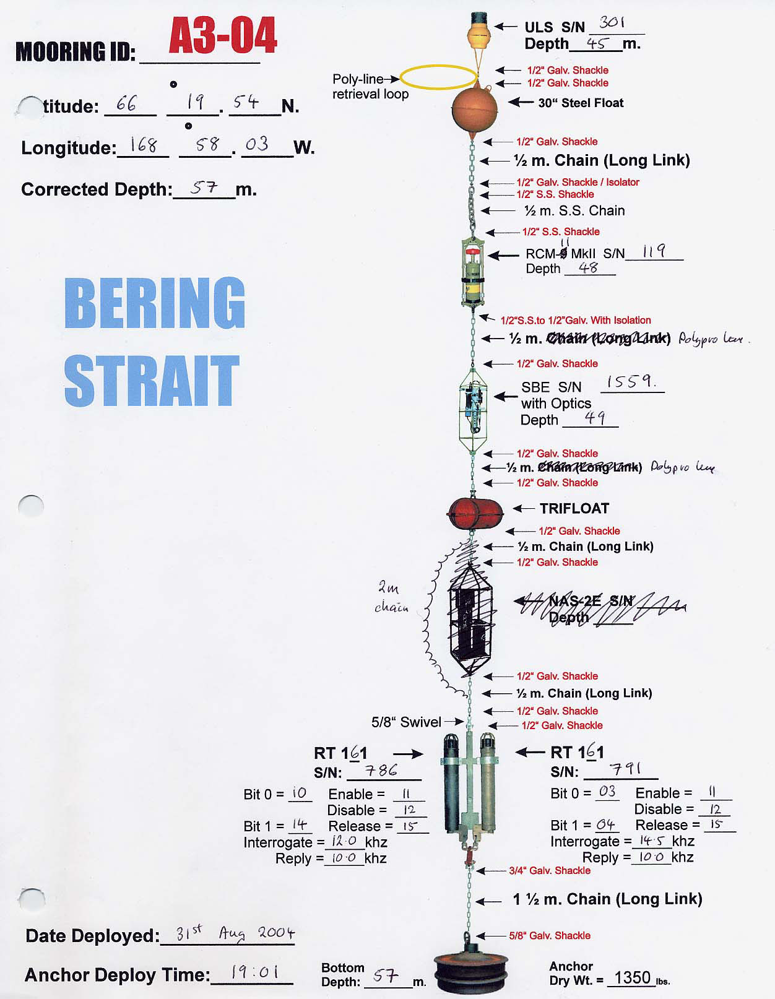 MOORING ID: A3-04
titude: 66 19 . 54 N.
Longitude: 168 58 . 03 W.
Corrected Depth: 57 m.
BERING
STRAIT
ULS S/N 301
Depth 45 m.
1/2" Galv. Shackle
1/2" Galv. Shackle
Poly-line
retrieval loop
30" Steel Float
1/2" Galv. Shackle
½ m. Chain (Long Link)
1/2" Galv. Shackle / Isolator
1/2" S.S. Shackle
½ m. S.S. Chain
1/2" S.S. Shackle
RCM-11 MkII S/N 119
Depth 48
1/2"S.S.to 1/2"Galv. With Isolation
½ m. Chain (Long Link) Polypro line.
1/2" Galv. Shackle
SBE S/N 1559.
with Optics
Depth 49
1/2" Galv. Shackle
½ m. Chain (Long Link) Polypro line
1/2" Galv. Shackle
TRIFLOAT
1/2" Galv. Shackle
½ m. Chain (Long Link)
1/2" Galv. Shackle
2m
chain
NAS-2E S/N
Depth
1/2" Galv. Shackle
½ m. Chain (Long Link)
1/2" Galv. Shackle
5/8" Swivel
1/2" Galv. Shackle
RT 161
S/N: 786
Bit 0 = 10 Enable = 11
Disable = 12
Bit 1 = 14 Release = 15
Interrogate = 12.0 khz
Reply = 10.0 khz
RT 161
S/N: 791
Bit 0 = 03 Enable = 11
Disable = 12
Bit 1 = 04 Release = 15
Interrogate = 14.5 khz
Reply = 10.0 khz
3/4" Galv. Shackle
1 ½ m. Chain (Long Link)
5/8" Galv. Shackle
Date Deployed: 31st Aug 2004
Anchor Deploy Time: 19:01
Bottom
Depth: 57 m.
Anchor
Dry Wt. = 1350 lbs.